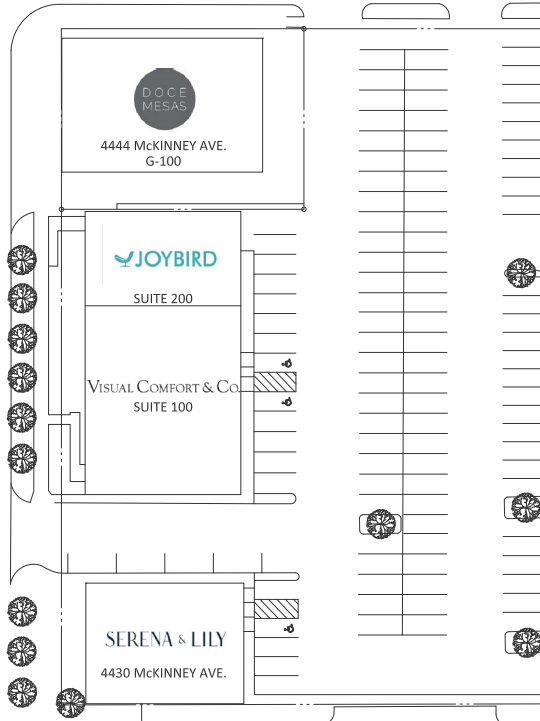 DOCE
MESAS
4444 McKINNEY AVE.
G-100
JOYBIRD
SUITE 200
VISUAL COMFORT & CO.
SUITE 100
SERENA & LILY
4430 McKINNEY AVE.